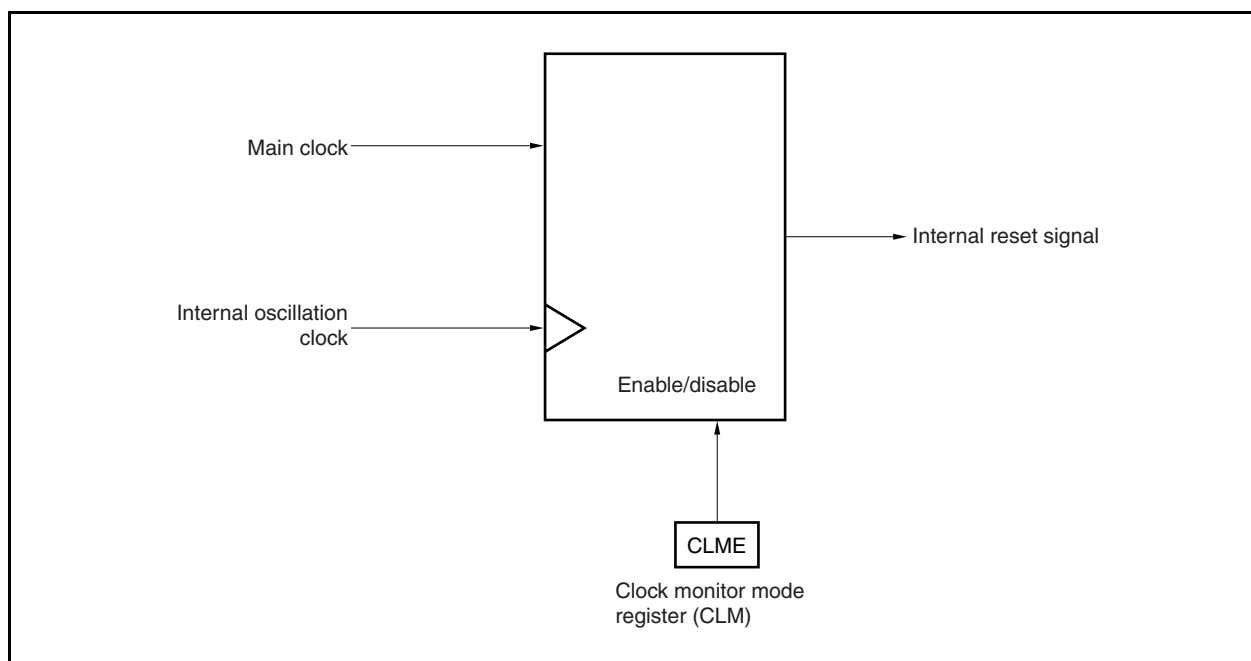 Main clock
Internal reset signal
Internal oscillation
clock
Enable/disable
CLME
Clock monitor mode
register (CLM)